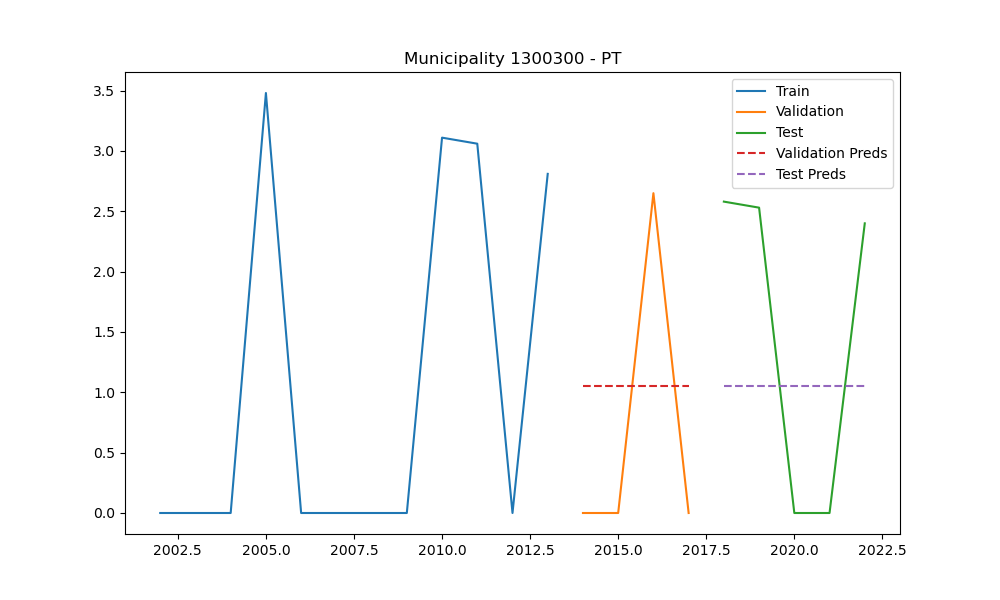 Municipality 1300300 - PT
Train
Validation
Test
Validation Preds
Test Preds
3.5
3.0
2.5
2.0
1.5
1.0
0.5
0.0
2002.5 2005.0 2007.5 2010.0 2012.5 2015.0 2017.5 2020.0 2022.5